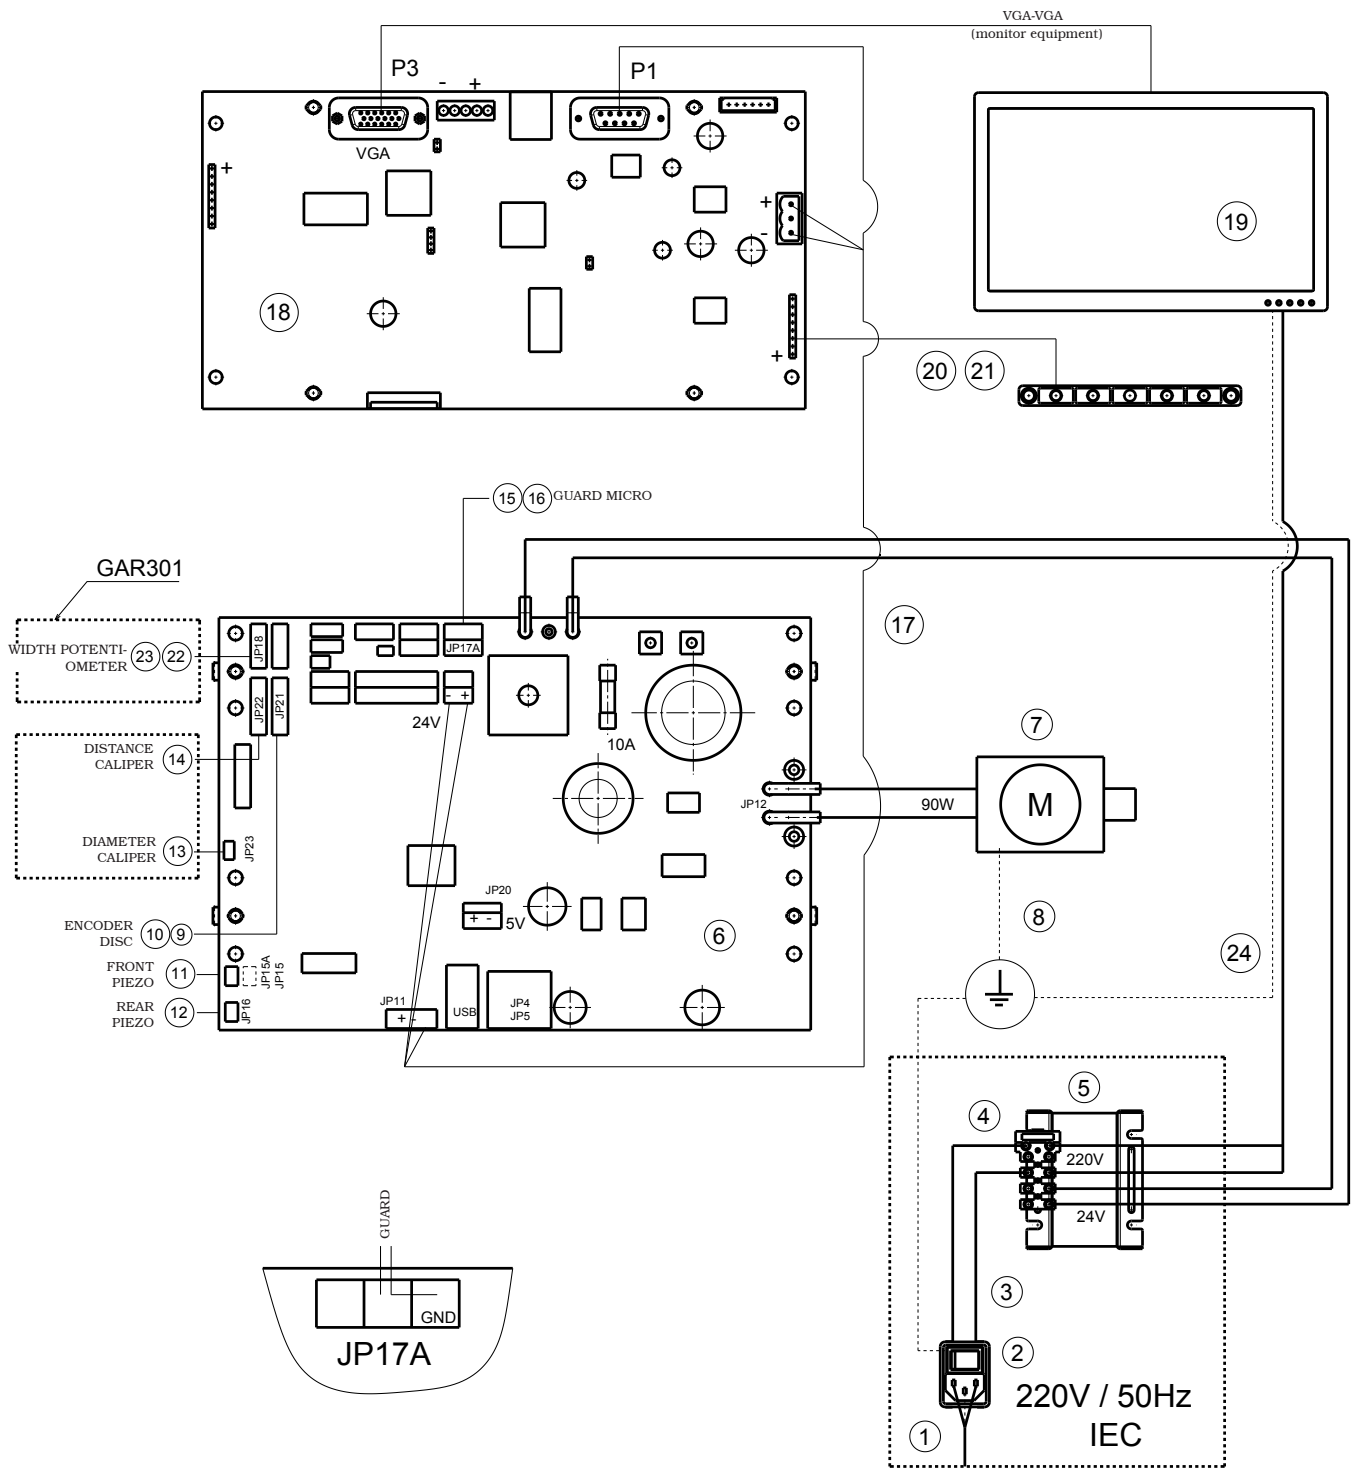 VGA-VGA
(monitor equipment)
P3
- +
P1
VGA
+
+
-
19
18
+
20 21
15 16 GUARD MICRO
GAR301
17
WIDTH POTENTI-
OMETER 23 22
JP18
JP17A
JP22
JP21
- +
24V
10A
7
DISTANCE
CALIPER 14
JP12
90W
M
DIAMETER
CALIPER 13
JP23
JP20
+ -
5V
6
8
ENCODER
DISC 10 9
24
FRONT
PIEZO 11
JP15A
JP15
REAR
PIEZO 12
JP16
JP11
+ -
USB
JP4
JP5
5
4
220V
24V
GUARD
GND
JP17A
3
2
220V / 50Hz
IEC
1